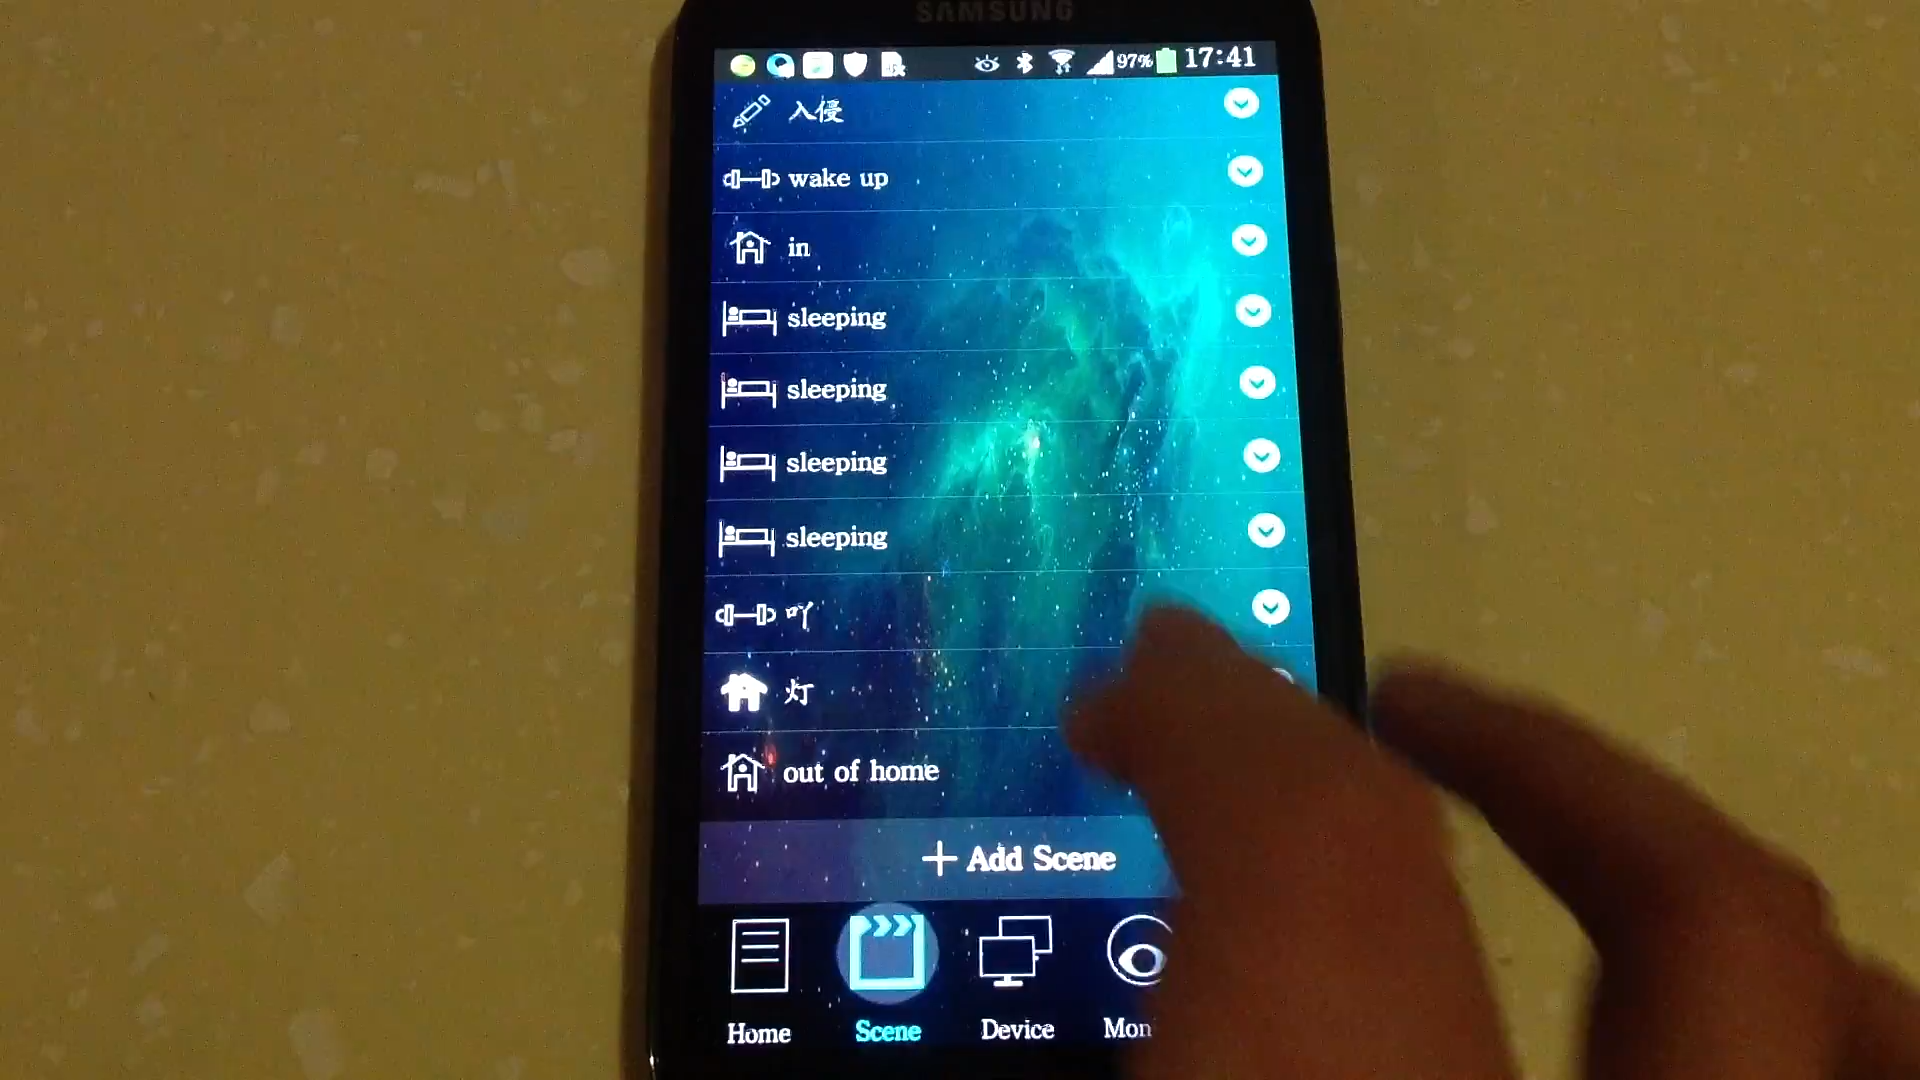 SAMSUNG
97% 17:41
入侵
wake up
in
sleeping
sleeping
sleeping
sleeping
吖
灯
out of home
+ Add Scene
Home Scene Device Mon